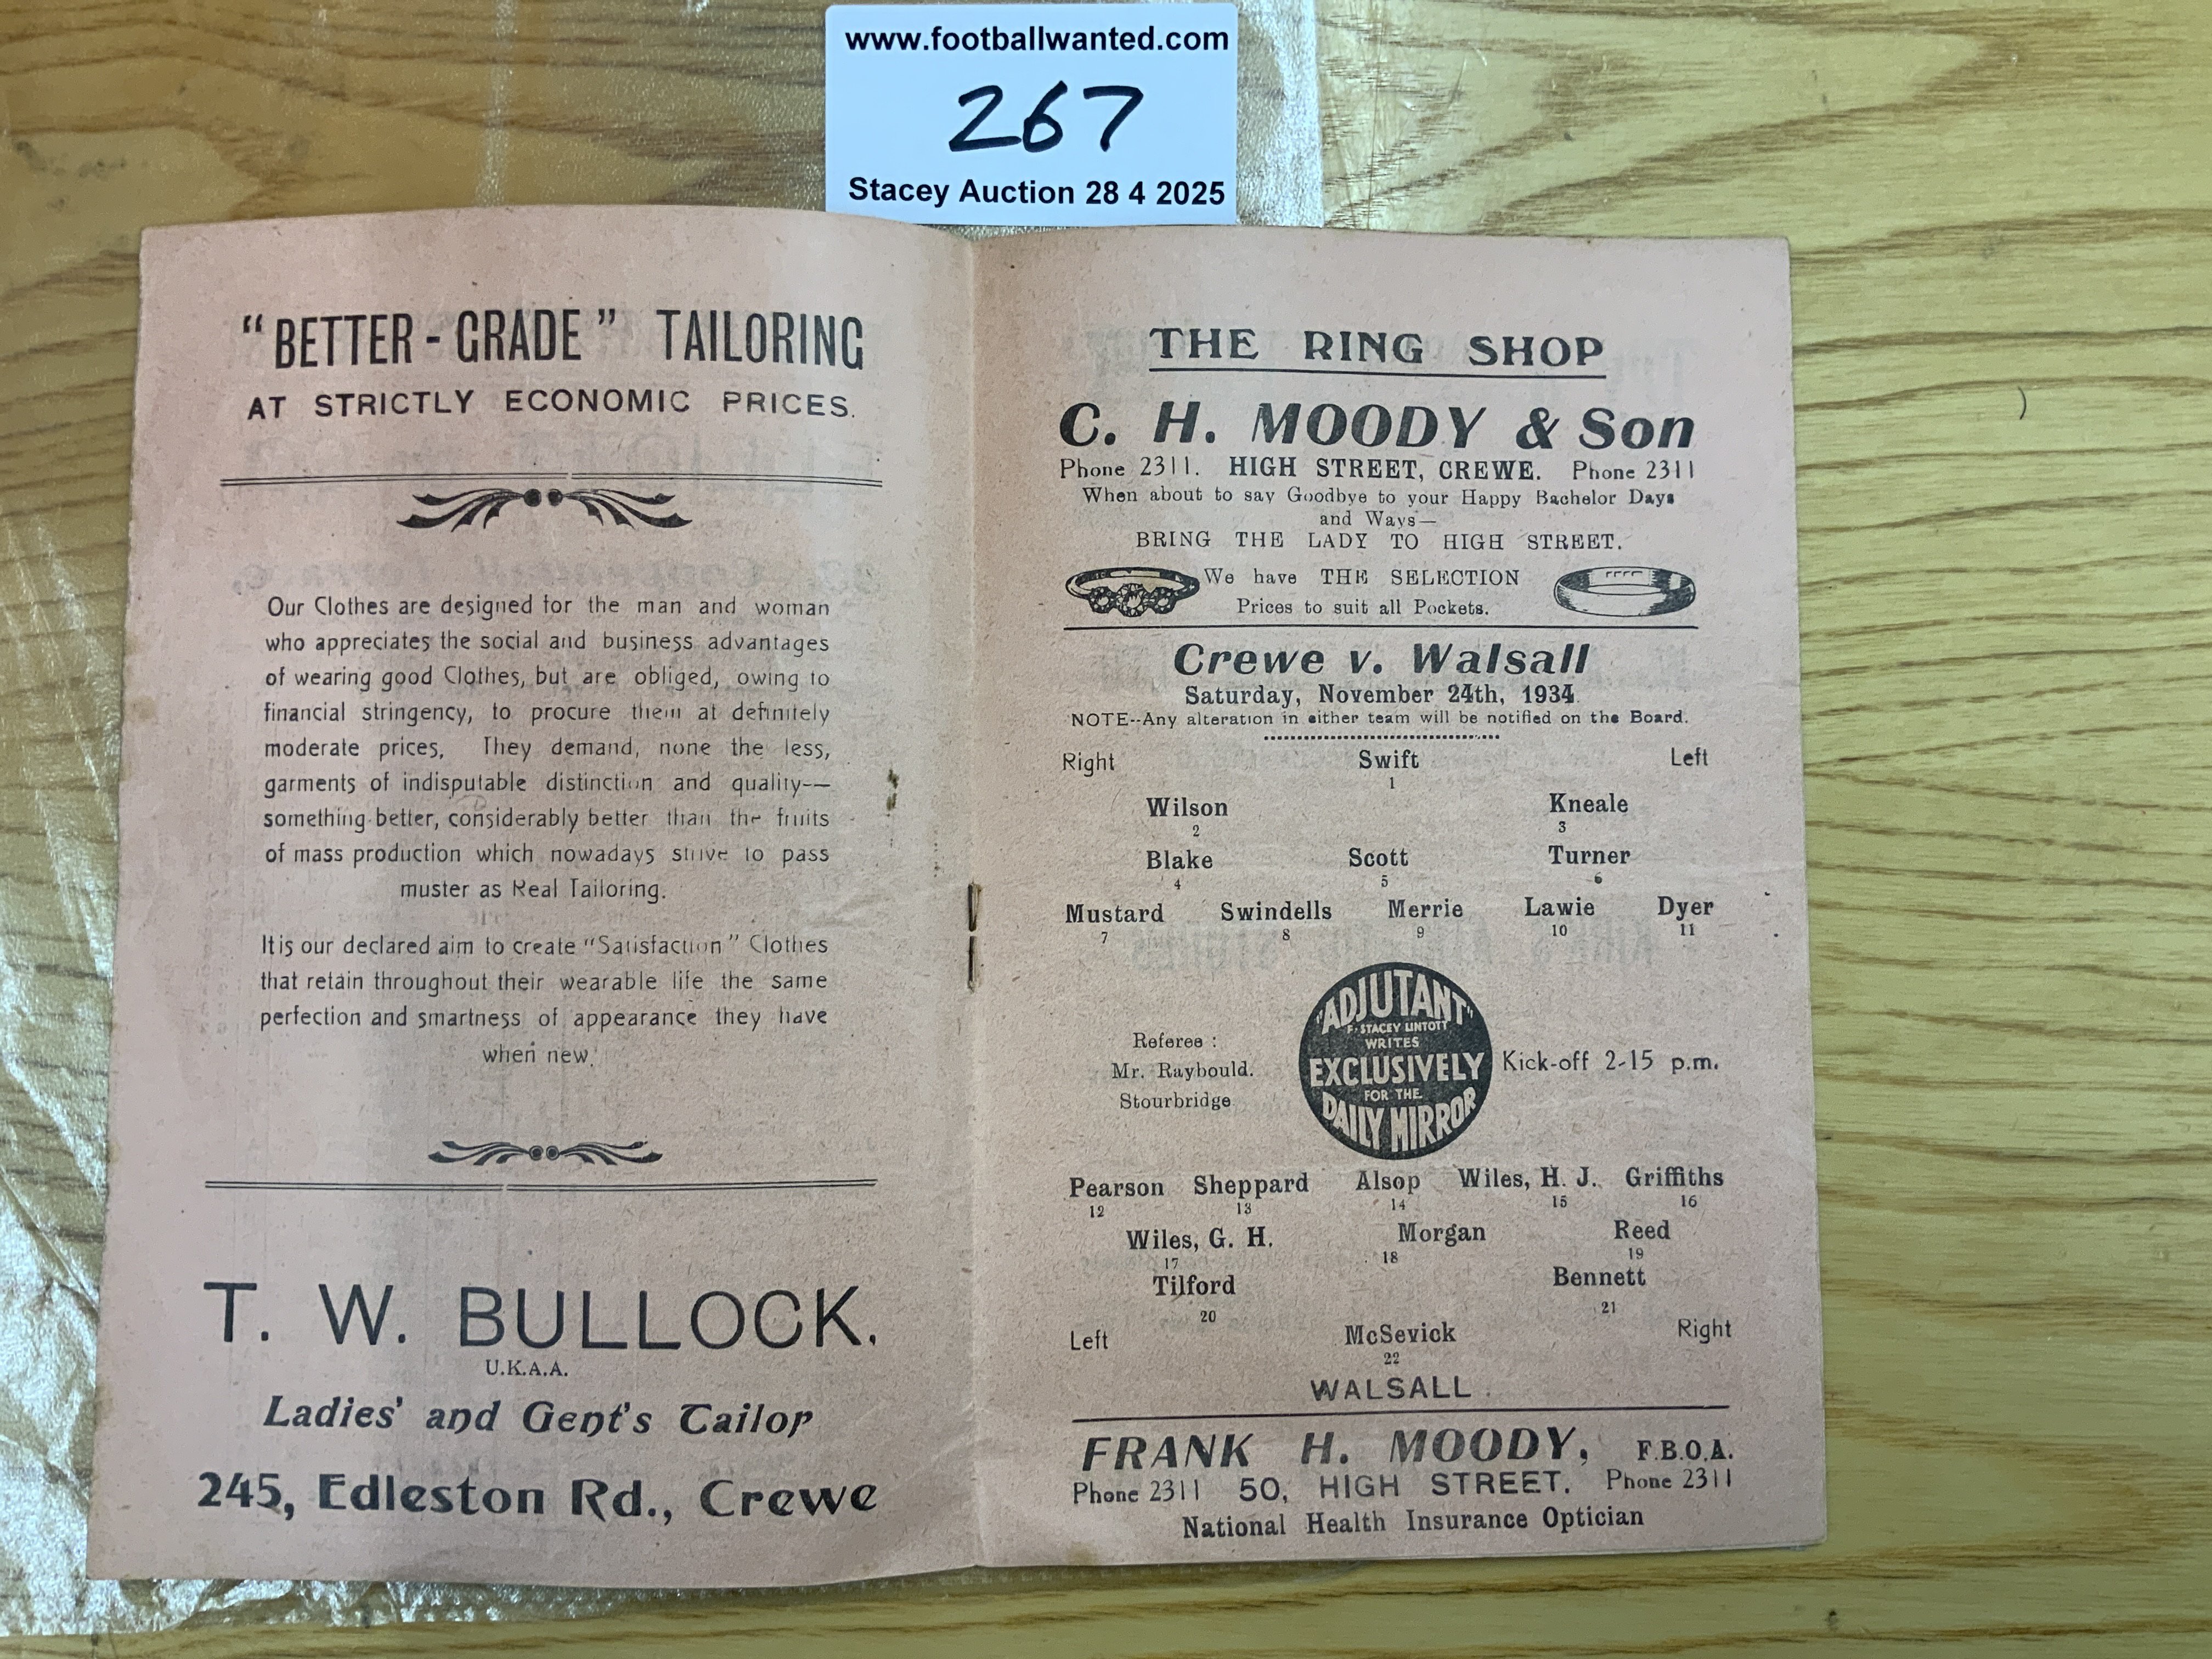 www.footballwanted.com
267
Stacey Auction 28 4 2025
"BETTER - GRADE" TAILORING
AT STRICTLY ECONOMIC PRICES.
Our Clothes are designed for the man and woman
who appreciates the social and business advantages
of wearing good Clothes, but are obliged, owing to
financial stringency, to procure them at definitely
moderate prices, They demand, none the less,
garments of indisputable distinction and quality--
something better, considerably better than the fruits
of mass production which nowadays strive to pass
muster as Real Tailoring.
It is our declared aim to create "Satisfaction" Clothes
that retain throughout their wearable life the same
perfection and smartness of appearance they have
when new.
T. W. BULLOCK,
U.K.A.A.
Ladies' and Gent's Tailor
245, Edleston Rd., Crewe
THE RING SHOP
C. H. MOODY & Son
Phone 2311. HIGH STREET, CREWE. Phone 2311
When about to say Goodbye to your Happy Bachelor Days
and Ways—
BRING THE LADY TO HIGH STREET.
We have THE SELECTION
Prices to suit all Pockets.
Crewe v. Walsall
Saturday, November 24th, 1934
NOTE--Any alteration in either team will be notified on the Board.
Right Swift Left
1
Wilson Kneale
2 3
Blake Scott Turner
4 5 6
Mustard Swindells Merrie Lawie Dyer
7 8 9 10 11
Referee :
Mr. Raybould.
Stourbridge
"ADJUTANT"
F. STACEY LINTOTT
WRITES
EXCLUSIVELY
FOR THE
DAILY MIRROR
Kick-off 2-15 p.m.
Pearson Sheppard Alsop Wiles, H. J. Griffiths
12 13 14 15 16
Wiles, G. H. Morgan Reed
17 18 19
Tilford Bennett
20 21
Left McSevick Right
22
WALSALL
FRANK H. MOODY, F.B.O.A.
Phone 2311 50, HIGH STREET. Phone 2311
National Health Insurance Optician